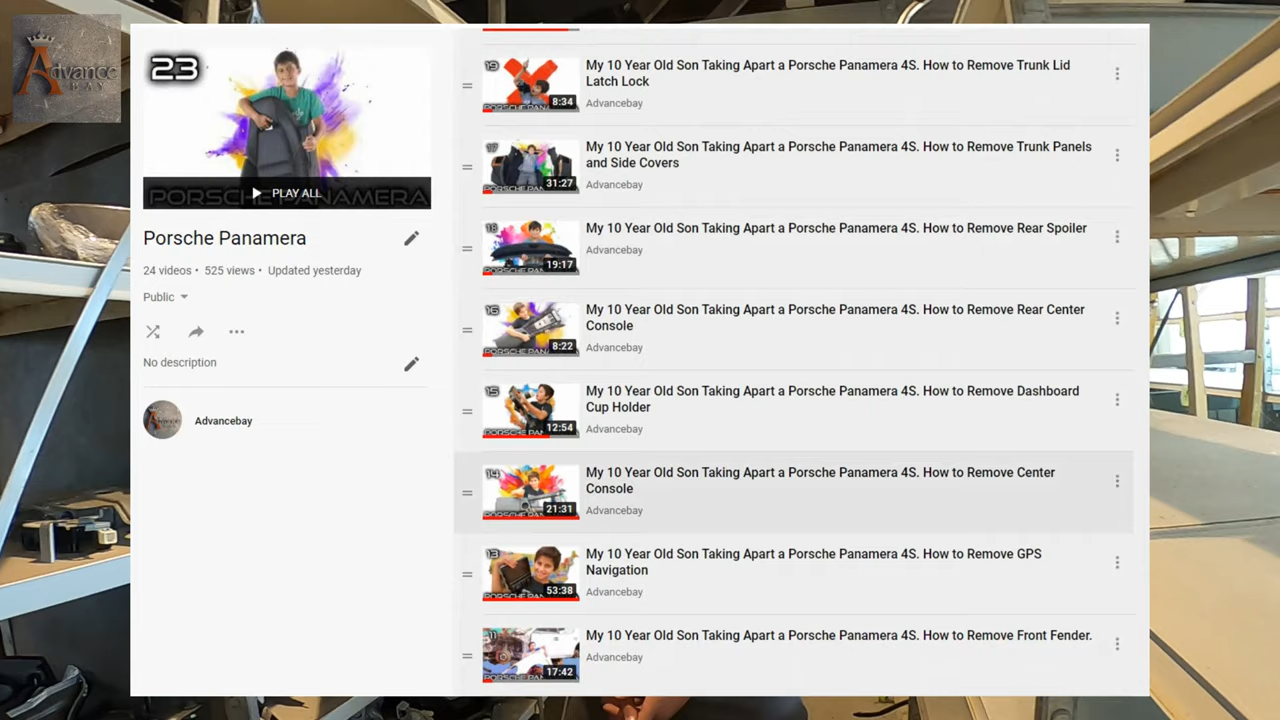 Advance
BAY
23
PORSCHE PANAMERA
PLAY ALL
Porsche Panamera
24 videos • 525 views • Updated yesterday
Public
No description
Advancebay
19
8:34
My 10 Year Old Son Taking Apart a Porsche Panamera 4S. How to Remove Trunk Lid
Latch Lock
Advancebay
17
31:27
My 10 Year Old Son Taking Apart a Porsche Panamera 4S. How to Remove Trunk Panels
and Side Covers
Advancebay
18
19:17
My 10 Year Old Son Taking Apart a Porsche Panamera 4S. How to Remove Rear Spoiler
Advancebay
16
8:22
My 10 Year Old Son Taking Apart a Porsche Panamera 4S. How to Remove Rear Center
Console
Advancebay
15
12:54
My 10 Year Old Son Taking Apart a Porsche Panamera 4S. How to Remove Dashboard
Cup Holder
Advancebay
14
21:31
My 10 Year Old Son Taking Apart a Porsche Panamera 4S. How to Remove Center
Console
Advancebay
13
53:38
My 10 Year Old Son Taking Apart a Porsche Panamera 4S. How to Remove GPS
Navigation
Advancebay
11
17:42
My 10 Year Old Son Taking Apart a Porsche Panamera 4S. How to Remove Front Fender.
Advancebay